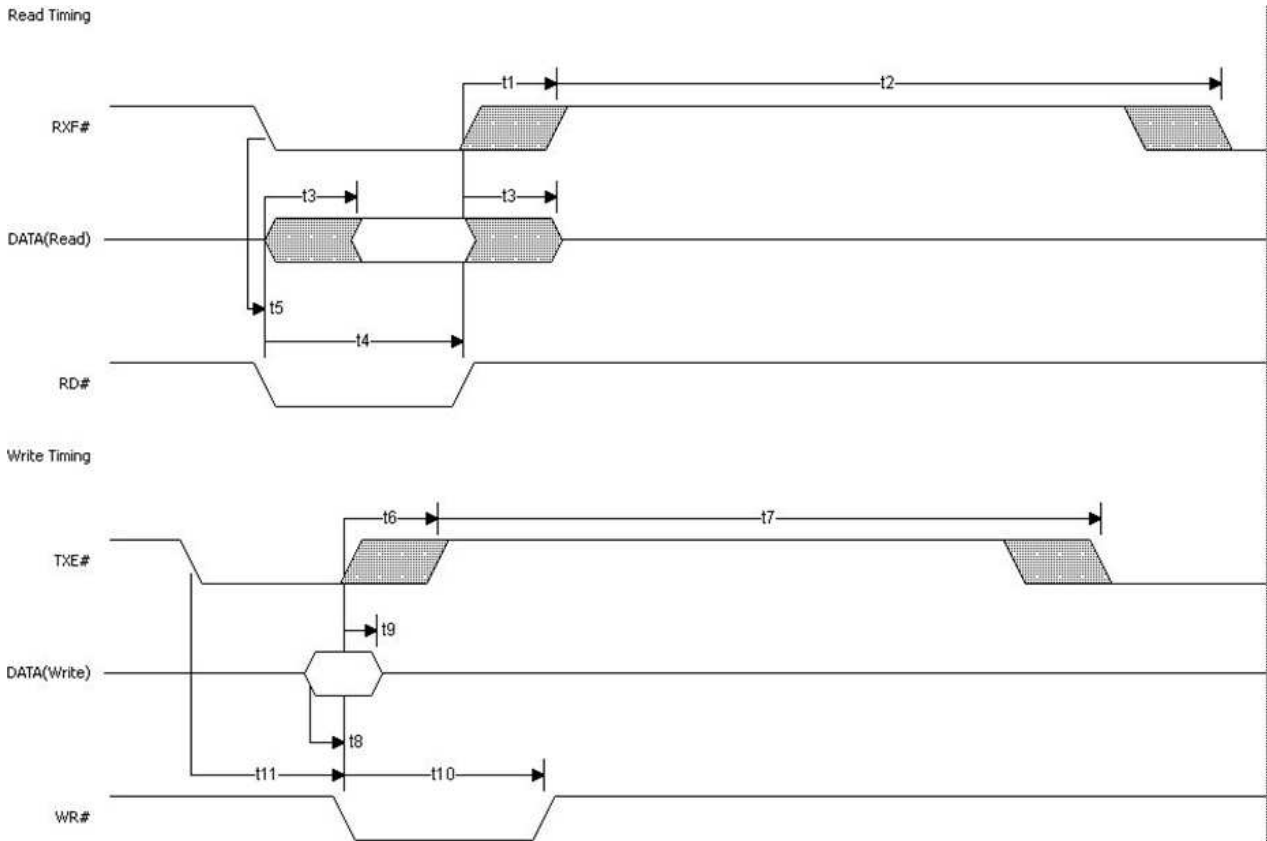 Read Timing
t1
t2
RXF#
t3
t3
DATA(Read)
t5
t4
RD#
Write Timing
t6
t7
TXE#
t9
DATA(Write)
t8
t11
t10
WR#